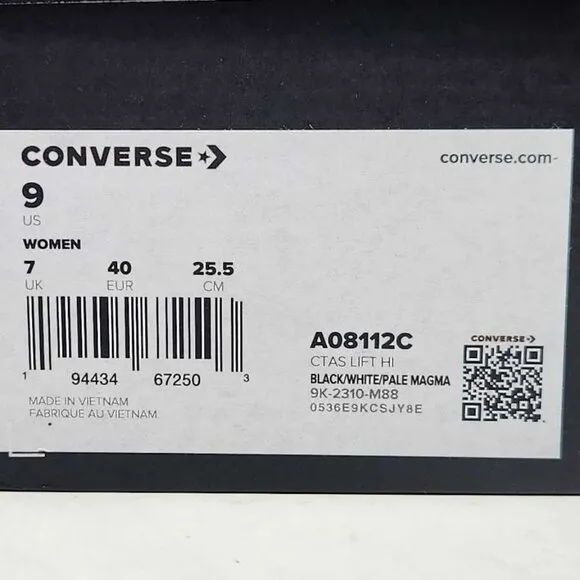 CONVERSE
converse.com-
9
US
WOMEN
7 40 25.5
UK EUR CM
1 94434 67250 3
MADE IN VIETNAM
FABRIQUE AU VIETNAM
A08112C
CTAS LIFT HI
BLACK/WHITE/PALE MAGMA
9K-2310-M88
0536E9KCSJY8E
CONVERSE